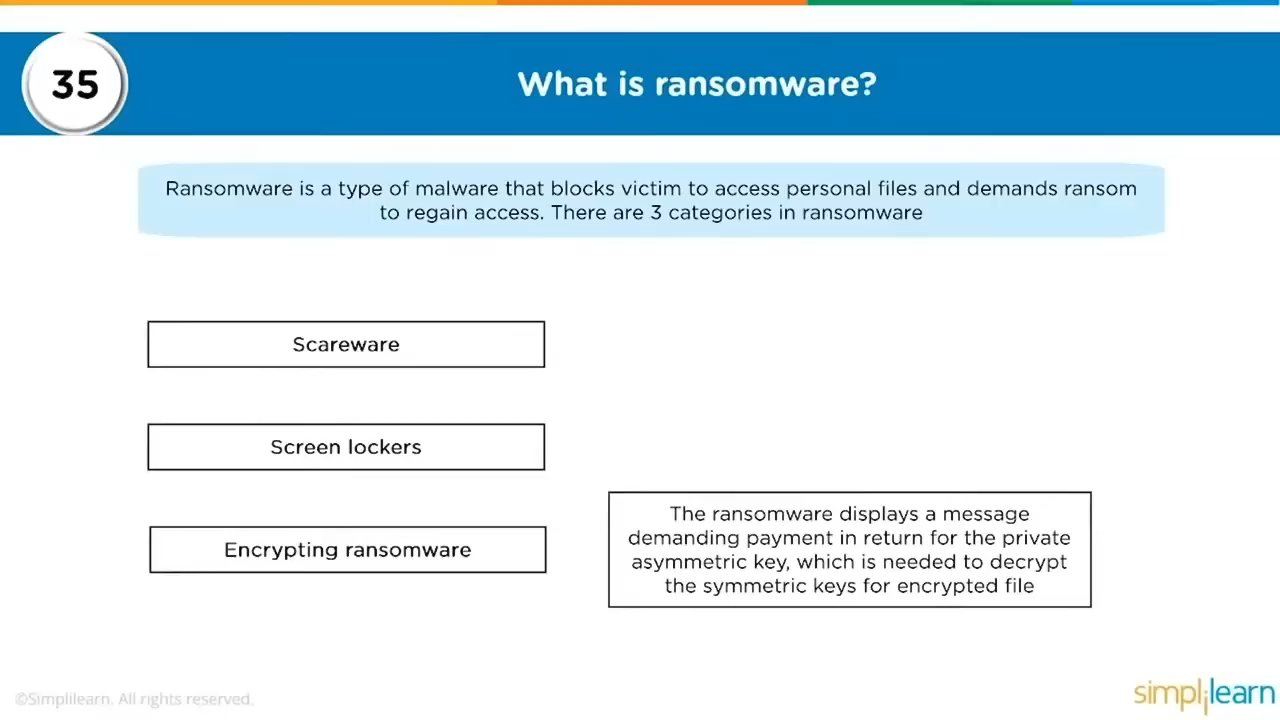 35
What is ransomware?
Ransomware is a type of malware that blocks victim to access personal files and demands ransom
to regain access. There are 3 categories in ransomware
Scareware
Screen lockers
Encrypting ransomware
The ransomware displays a message
demanding payment in return for the private
asymmetric key, which is needed to decrypt
the symmetric keys for encrypted file
©Simplilearn. All rights reserved.
simplilearn